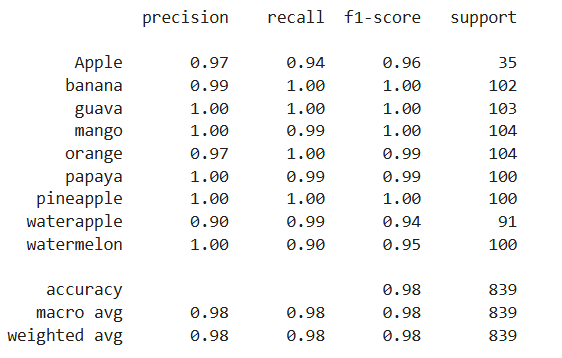 precision recall f1-score support
Apple 0.97 0.94 0.96 35
banana 0.99 1.00 1.00 102
guava 1.00 1.00 1.00 103
mango 1.00 0.99 1.00 104
orange 0.97 1.00 0.99 104
papaya 1.00 0.99 0.99 100
pineapple 1.00 1.00 1.00 100
waterapple 0.90 0.99 0.94 91
watermelon 1.00 0.90 0.95 100
accuracy 0.98 839
macro avg 0.98 0.98 0.98 839
weighted avg 0.98 0.98 0.98 839